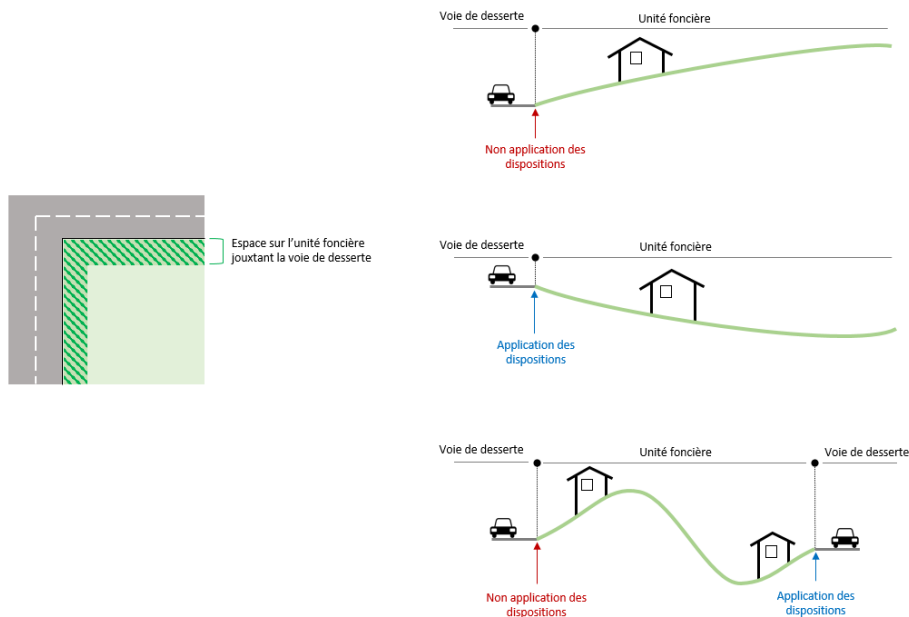 Voie de desserte
Unité foncière
Non application des
dispositions
Espace sur l'unité foncière
jouxtant la voie de desserte
Voie de desserte
Unité foncière
Application des
dispositions
Voie de desserte
Unité foncière
Voie de desserte
Non application des
dispositions
Application des
dispositions